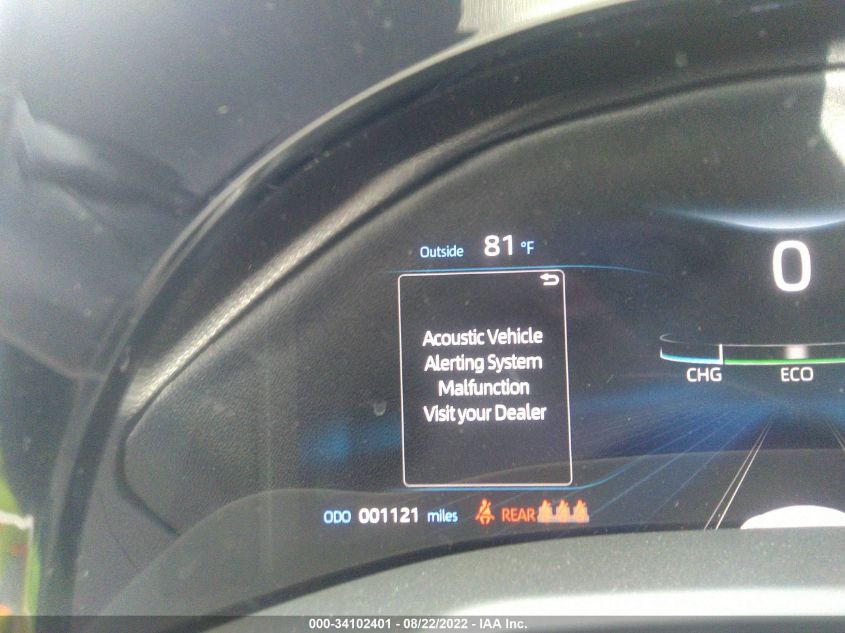 Outside 81 °F
0
Acoustic Vehicle
Alerting System
Malfunction
Visit your Dealer
CHG ECO
ODO 001121 miles REAR
000-34102401 - 08/22/2022 - IAA Inc.